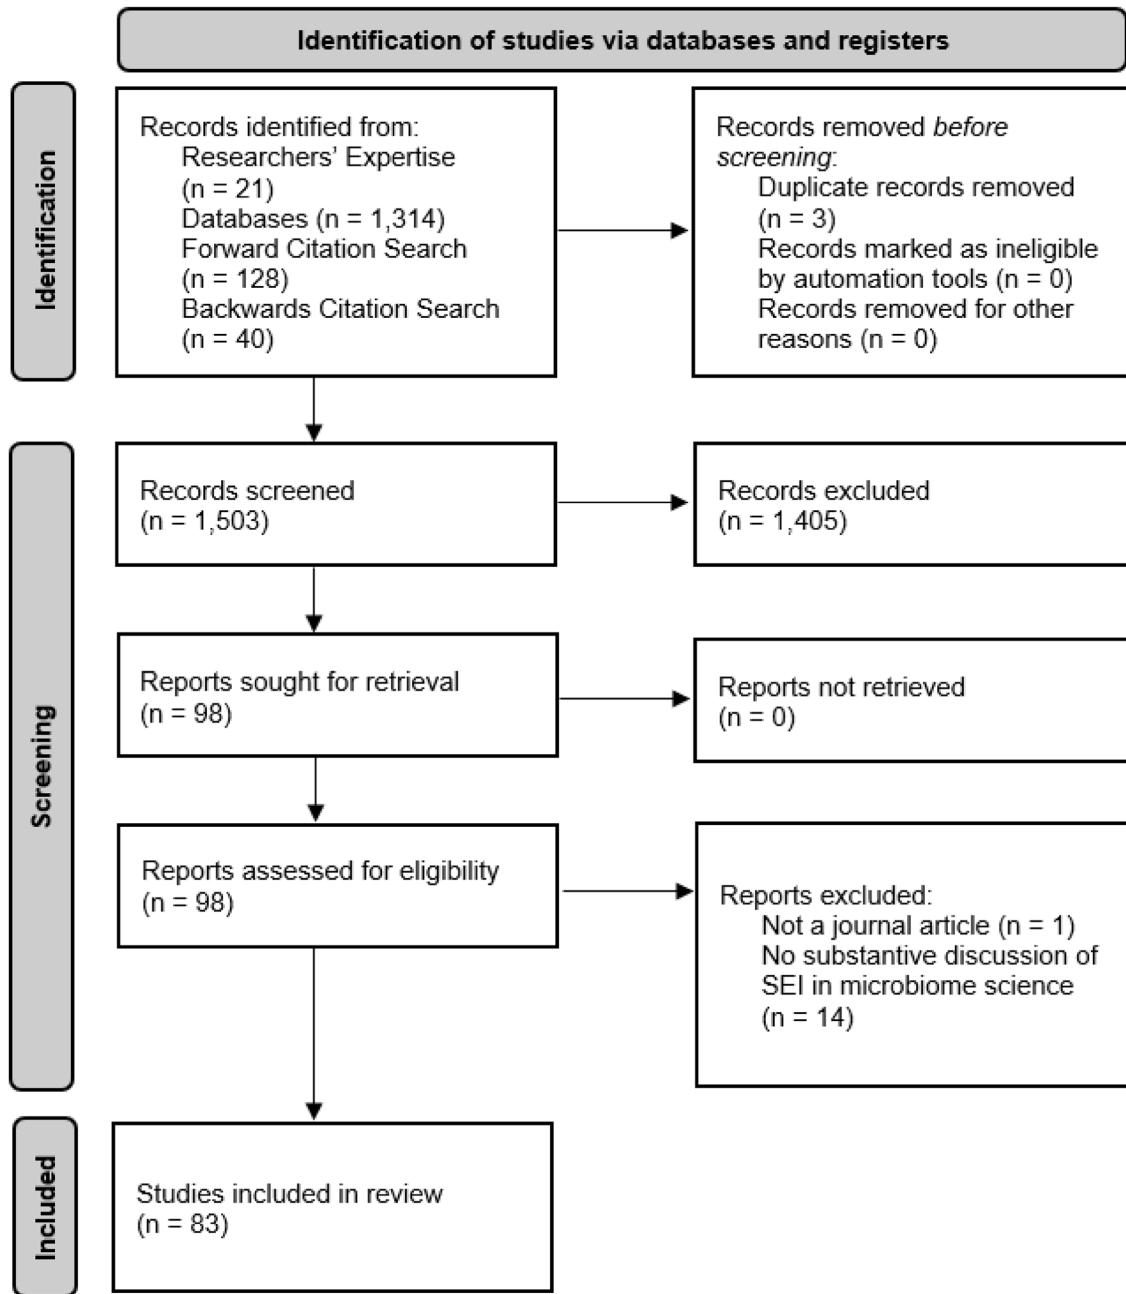 Identification of studies via databases and registers
Identification
Records identified from:
Researchers’ Expertise
(n = 21)
Databases (n = 1,314)
Forward Citation Search
(n = 128)
Backwards Citation Search
(n = 40)
Records removed before
screening:
Duplicate records removed
(n = 3)
Records marked as ineligible
by automation tools (n = 0)
Records removed for other
reasons (n = 0)
Screening
Records screened
(n = 1,503)
Records excluded
(n = 1,405)
Reports sought for retrieval
(n = 98)
Reports not retrieved
(n = 0)
Reports assessed for eligibility
(n = 98)
Reports excluded:
Not a journal article (n = 1)
No substantive discussion of
SEI in microbiome science
(n = 14)
Included
Studies included in review
(n = 83)